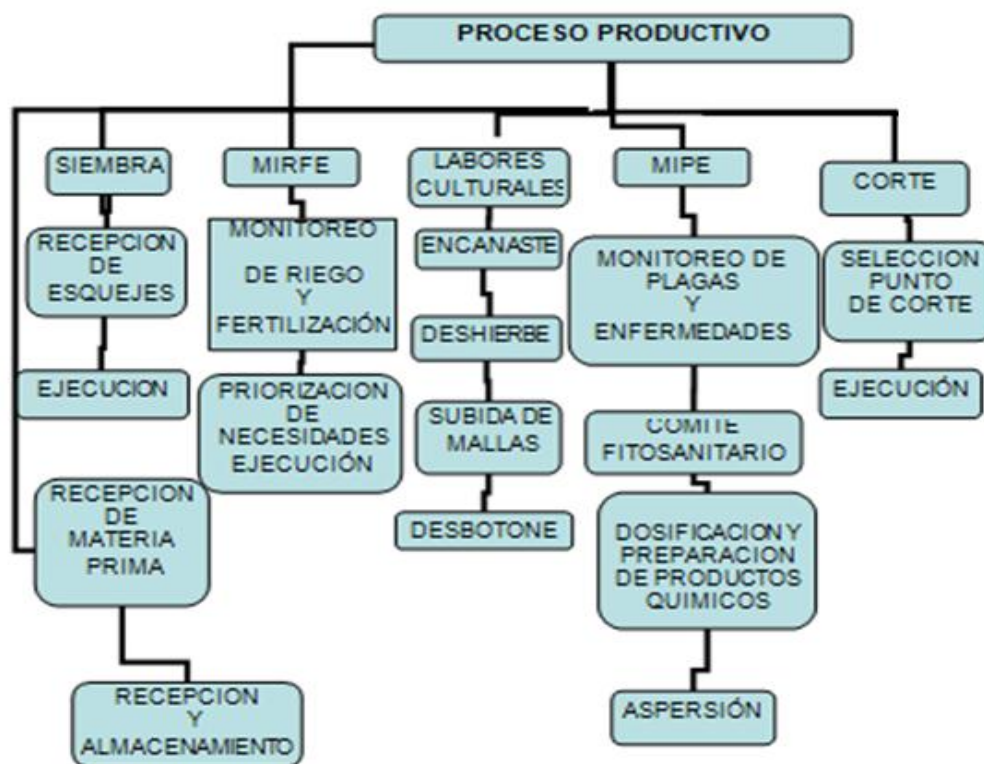 PROCESO PRODUCTIVO
SIEMBRA
RECEPCION
DE
ESQUEJES
EJECUCION
RECEPCION
DE
MATERIA
PRIMA
RECEPCION
Y
ALMACENAMIENTO
MIRFE
MONITOREO
DE RIEGO
Y
FERTILIZACIÓN
PRIORIZACION
DE
NECESIDADES
EJECUCIÓN
LABORES
CULTURALES
ENCANASTE
DESHIERBE
SUBIDA DE
MALLAS
DESBOTONE
MIPE
MONITOREO DE
PLAGAS
Y
ENFERMEDADES
COMITE
FITOSANITARIO
DOSIFICACION Y
PREPARACION
DE PRODUCTOS
QUIMICOS
ASPERSIÓN
CORTE
SELECCION
PUNTO
DE CORTE
EJECUCIÓN